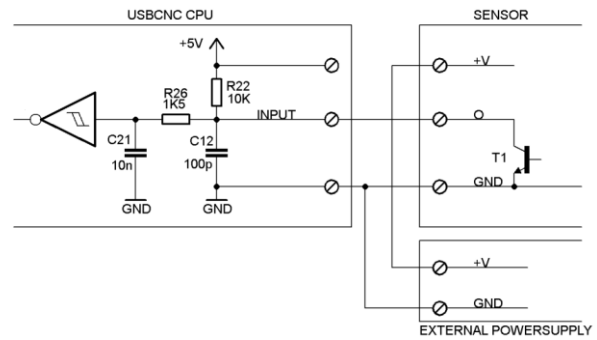 USBCNC CPU
SENSOR
+5V
+V
R22
10K
R26
1K5
INPUT
O
C21
10n
C12
100p
T1
GND
GND
GND
+V
GND
EXTERNAL POWERSUPPLY